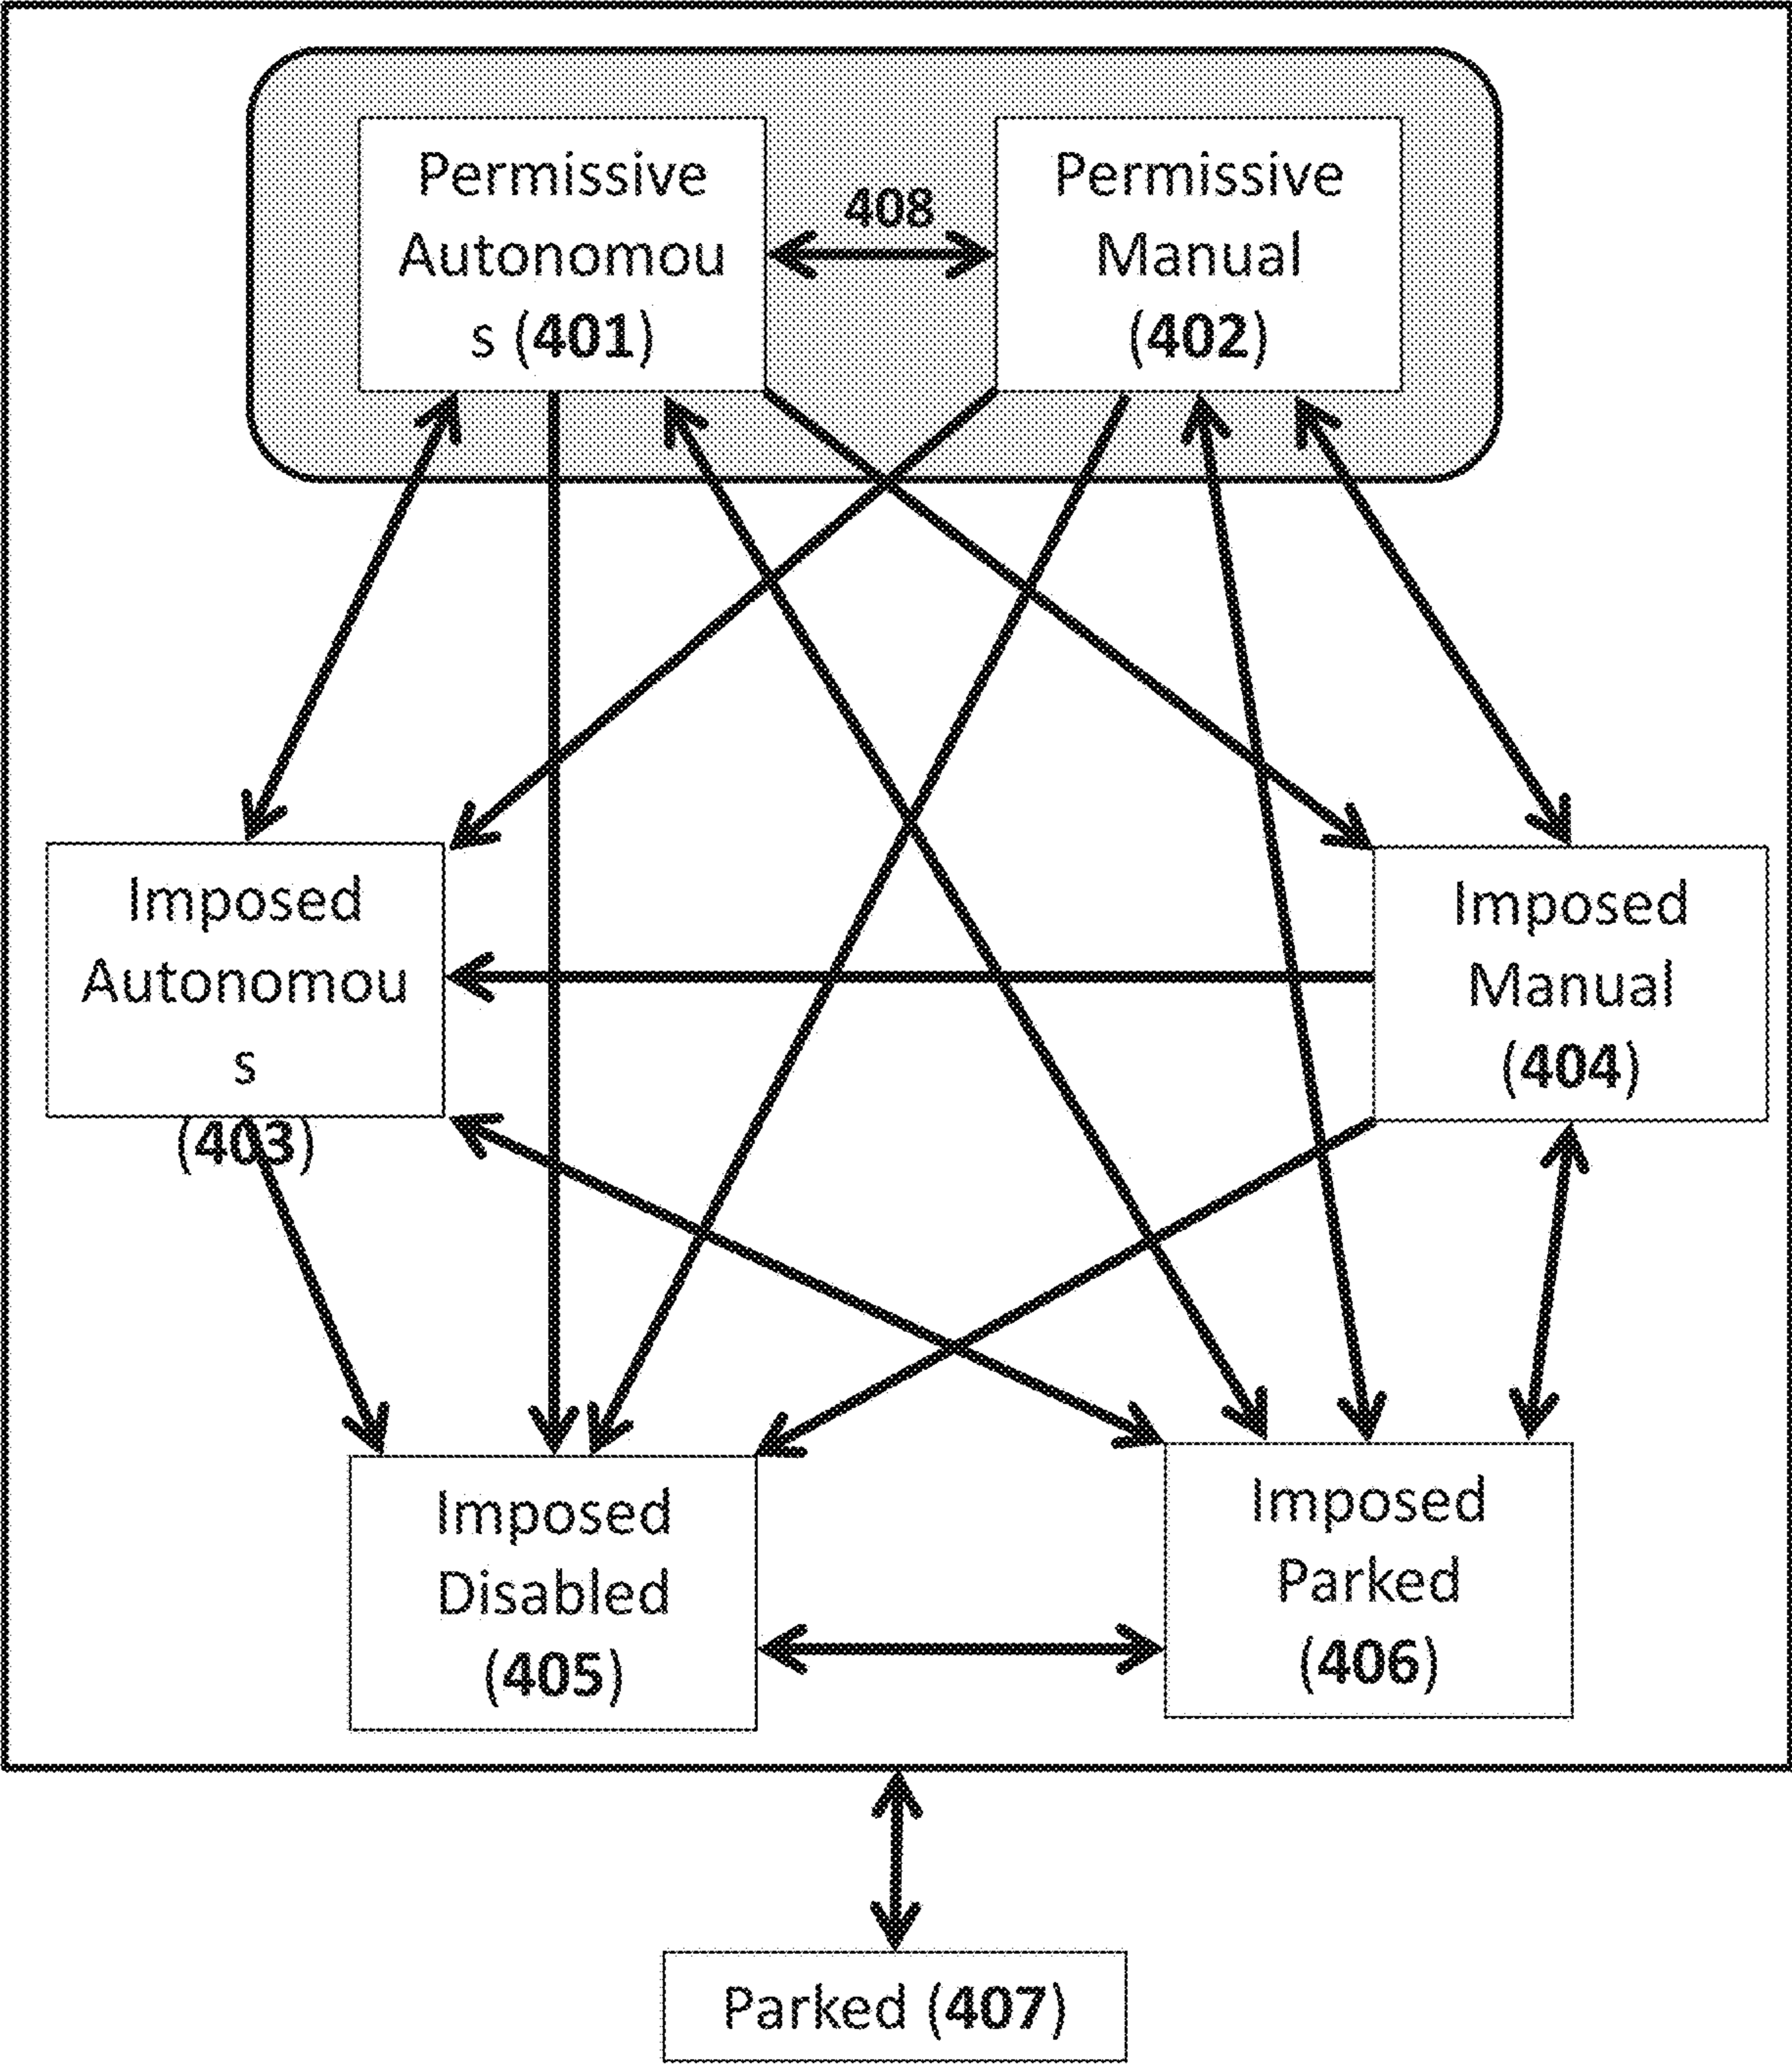 Permissive
Autonomou
s (401)
408
Permissive
Manual
(402)
Imposed
Autonomou
s
(403)
Imposed
Manual
(404)
Imposed
Disabled
(405)
Imposed
Parked
(406)
Parked (407)